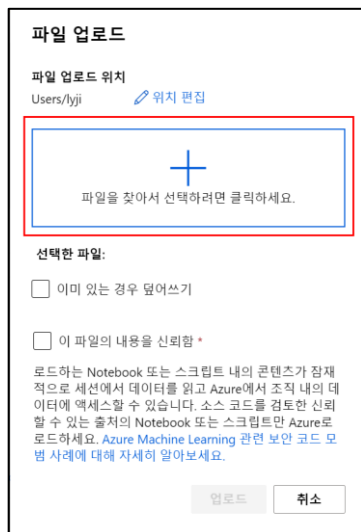 파일 업로드
파일 업로드 위치
Users/lyji 위치 편집
파일을 찾아서 선택하려면 클릭하세요.
선택한 파일:
이미 있는 경우 덮어쓰기
이 파일의 내용을 신뢰함 *
로드하는 Notebook 또는 스크립트 내의 콘텐츠가 잠재
적으로 세션에서 데이터를 읽고 Azure에서 조직 내의 데
이터에 액세스할 수 있습니다. 소스 코드를 검토한 신뢰
할 수 있는 출처의 Notebook 또는 스크립트만 Azure로
로드하세요. Azure Machine Learning 관련 보안 코드 모
범 사례에 대해 자세히 알아보세요.
업로드 취소